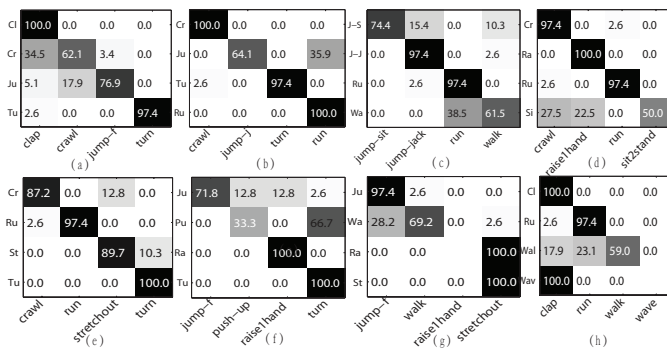 Cl 100.0 0.0 0.0 0.0
Cr 34.5 62.1 3.4 0.0
Ju 5.1 17.9 76.9 0.0
Tu 2.6 0.0 0.0 97.4
clap crawl jump-f turn
(a)
Cr 100.0 0.0 0.0 0.0
Ju 0.0 64.1 0.0 35.9
Tu 2.6 0.0 97.4 0.0
Ru 0.0 0.0 0.0 100.0
crawl jump-j turn run
(b)
J-S 74.4 15.4 0.0 10.3
J-J 0.0 97.4 0.0 2.6
Ru 0.0 2.6 97.4 0.0
Wa 0.0 0.0 38.5 61.5
jump-sit jump-jack run walk
(c)
Cr 97.4 0.0 2.6 0.0
Ra 0.0 100.0 0.0 0.0
Ru 2.6 0.0 97.4 0.0
Si 27.5 22.5 0.0 50.0
crawl raise1hand run sit2stand
(d)
Cr 87.2 0.0 12.8 0.0
Ru 2.6 97.4 0.0 0.0
St 0.0 0.0 89.7 10.3
Tu 0.0 0.0 0.0 100.0
crawl run stretchout turn
(e)
Ju 71.8 12.8 12.8 2.6
Pu 0.0 33.3 0.0 66.7
Ra 0.0 0.0 100.0 0.0
Tu 0.0 0.0 0.0 100.0
jump-f push-up raise1hand turn
(f)
Ju 97.4 2.6 0.0 0.0
Wa 28.2 69.2 0.0 2.6
Ra 0.0 0.0 0.0 100.0
St 0.0 0.0 0.0 100.0
jump-f walk raise1hand stretchout
(g)
Cl 100.0 0.0 0.0 0.0
Ru 2.6 97.4 0.0 0.0
Wal 17.9 23.1 59.0 0.0
Wav 100.0 0.0 0.0 0.0
clap run walk wave
(h)